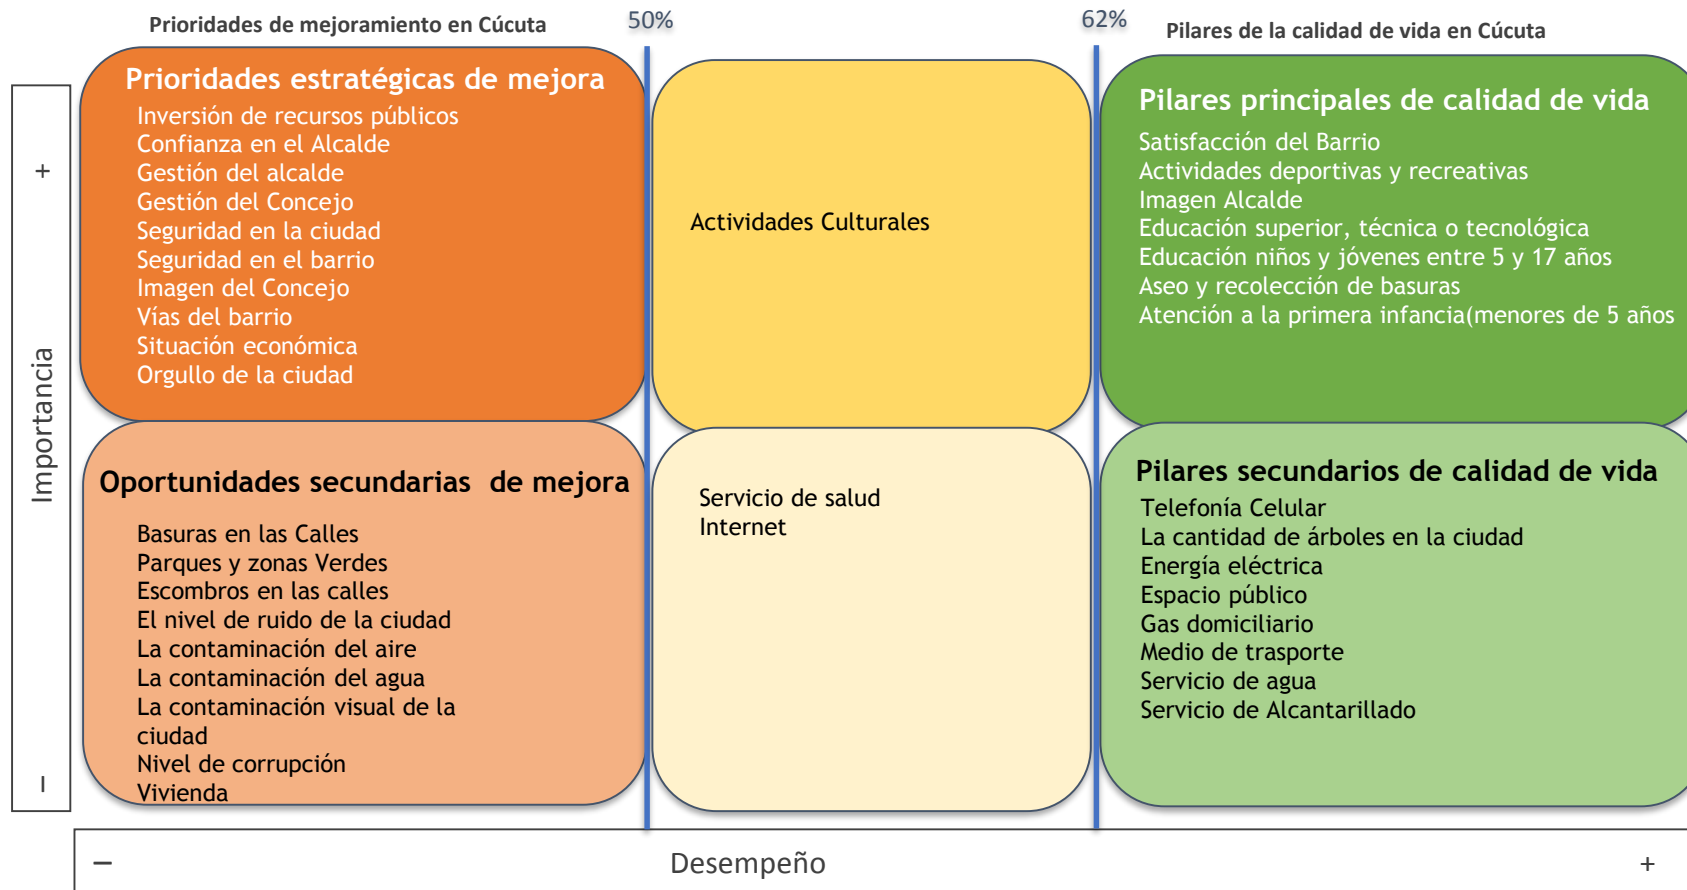 Prioridades de mejoramiento en Cúcuta
50%
62%
Pilares de la calidad de vida en Cúcuta
Prioridades estratégicas de mejora
Inversión de recursos públicos
Confianza en el Alcalde
Gestión del alcalde
Gestión del Concejo
Seguridad en la ciudad
Seguridad en el barrio
Imagen del Concejo
Vías del barrio
Situación económica
Orgullo de la ciudad
Actividades Culturales
Pilares principales de calidad de vida
Satisfacción del Barrio
Actividades deportivas y recreativas
Imagen Alcalde
Educación superior, técnica o tecnológica
Educación niños y jóvenes entre 5 y 17 años
Aseo y recolección de basuras
Atención a la primera infancia(menores de 5 años
+
Importancia
–
Oportunidades secundarias de mejora
Basuras en las Calles
Parques y zonas Verdes
Escombros en las calles
El nivel de ruido de la ciudad
La contaminación del aire
La contaminación del agua
La contaminación visual de la
ciudad
Nivel de corrupción
Vivienda
Servicio de salud
Internet
Pilares secundarios de calidad de vida
Telefonía Celular
La cantidad de árboles en la ciudad
Energía eléctrica
Espacio público
Gas domiciliario
Medio de trasporte
Servicio de agua
Servicio de Alcantarillado
– Desempeño +